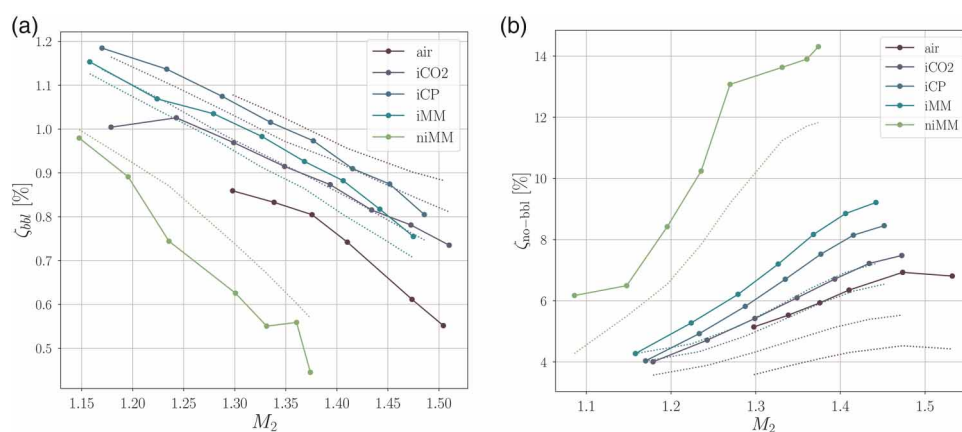 (a)
1.2
1.1
1.0
0.9
0.8
0.7
0.6
0.5
ζbbl [%]
1.15 1.20 1.25 1.30 1.35 1.40 1.45 1.50
M2
air
iCO2
iCP
iMM
niMM
(b)
14
12
10
8
6
4
ζno−bbl [%]
1.1 1.2 1.3 1.4 1.5
M2
air
iCO2
iCP
iMM
niMM